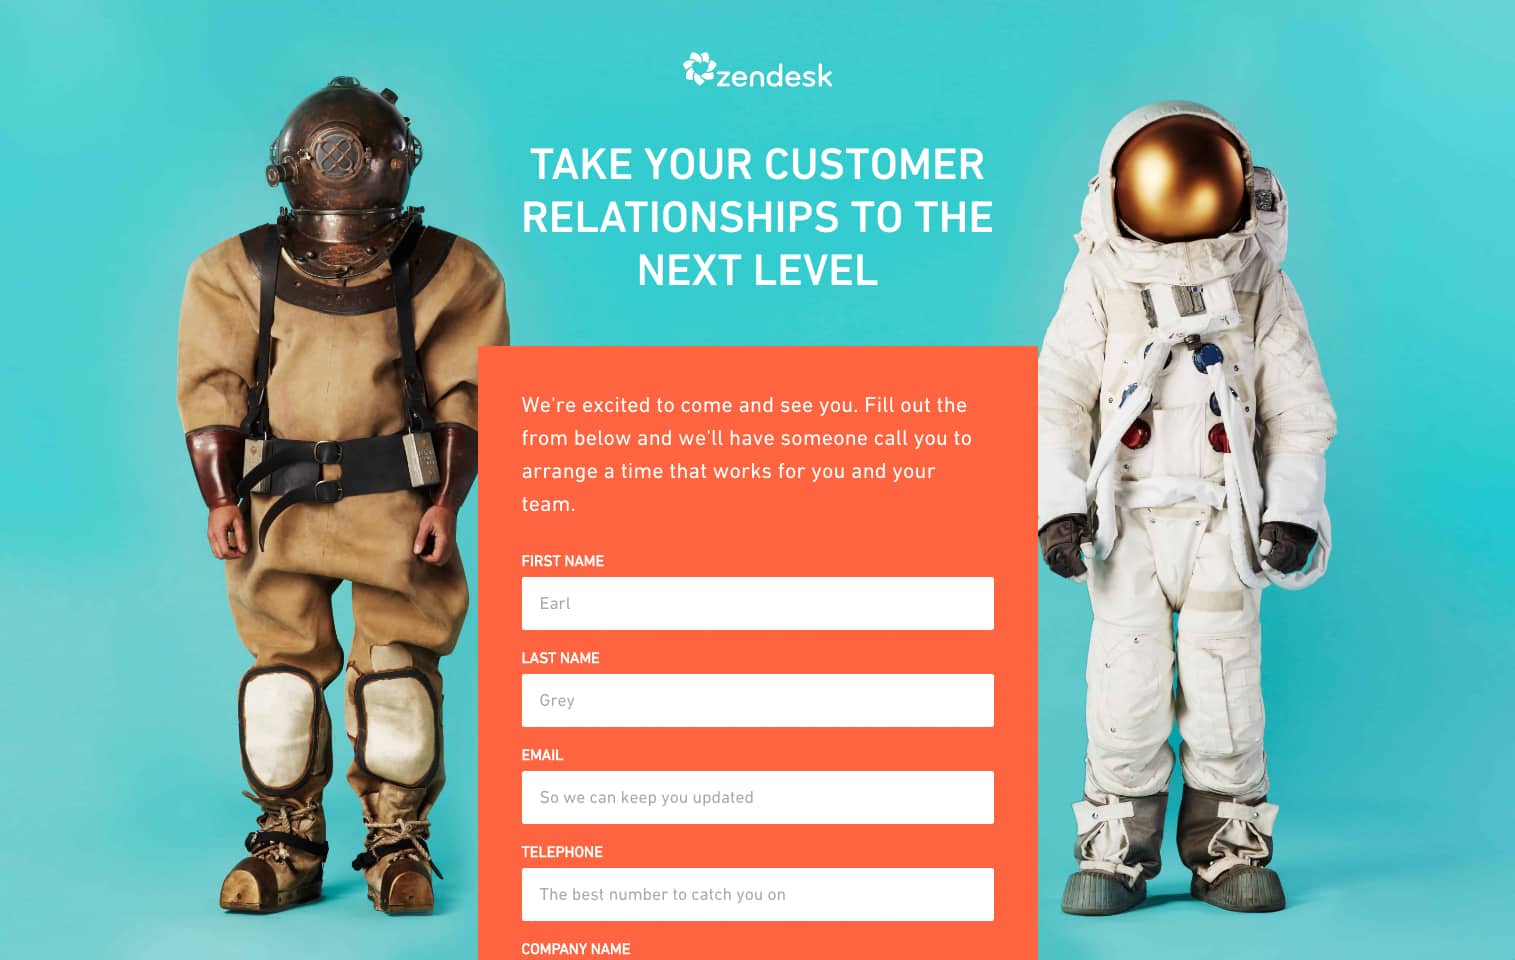 zendesk
TAKE YOUR CUSTOMER
RELATIONSHIPS TO THE
NEXT LEVEL
We're excited to come and see you. Fill out the
from below and we'll have someone call you to
arrange a time that works for you and your
team.
FIRST NAME
Earl
LAST NAME
Grey
EMAIL
So we can keep you updated
TELEPHONE
The best number to catch you on
COMPANY NAME